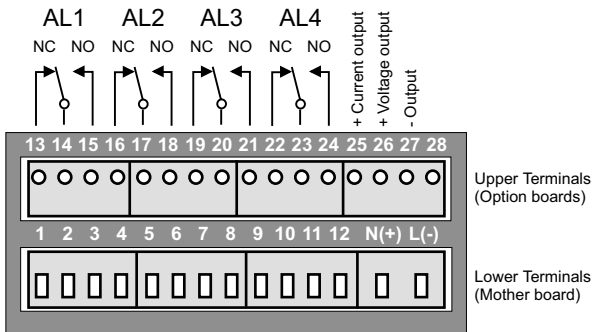 AL1 AL2 AL3 AL4
NC NO NC NO NC NO NC NO
+ Current output
+ Voltage output
- Output
13 14 15 16 17 18 19 20 21 22 23 24 25 26 27 28
Upper Terminals
(Option boards)
1 2 3 4 5 6 7 8 9 10 11 12 N(+) L(-)
Lower Terminals
(Mother board)